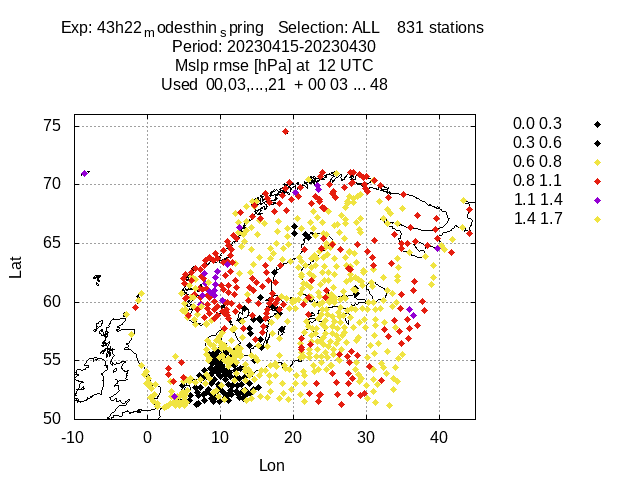 Exp: 43h22modesthinspring Selection: ALL 831 stations
Period: 20230415-20230430
Mslp rmse [hPa] at 12 UTC
Used 00,03,...,21 + 00 03 ... 48
75
70
65
60
55
50
-10 0 10 20 30 40
Lat
Lon
0.0 0.3
0.3 0.6
0.6 0.8
0.8 1.1
1.1 1.4
1.4 1.7